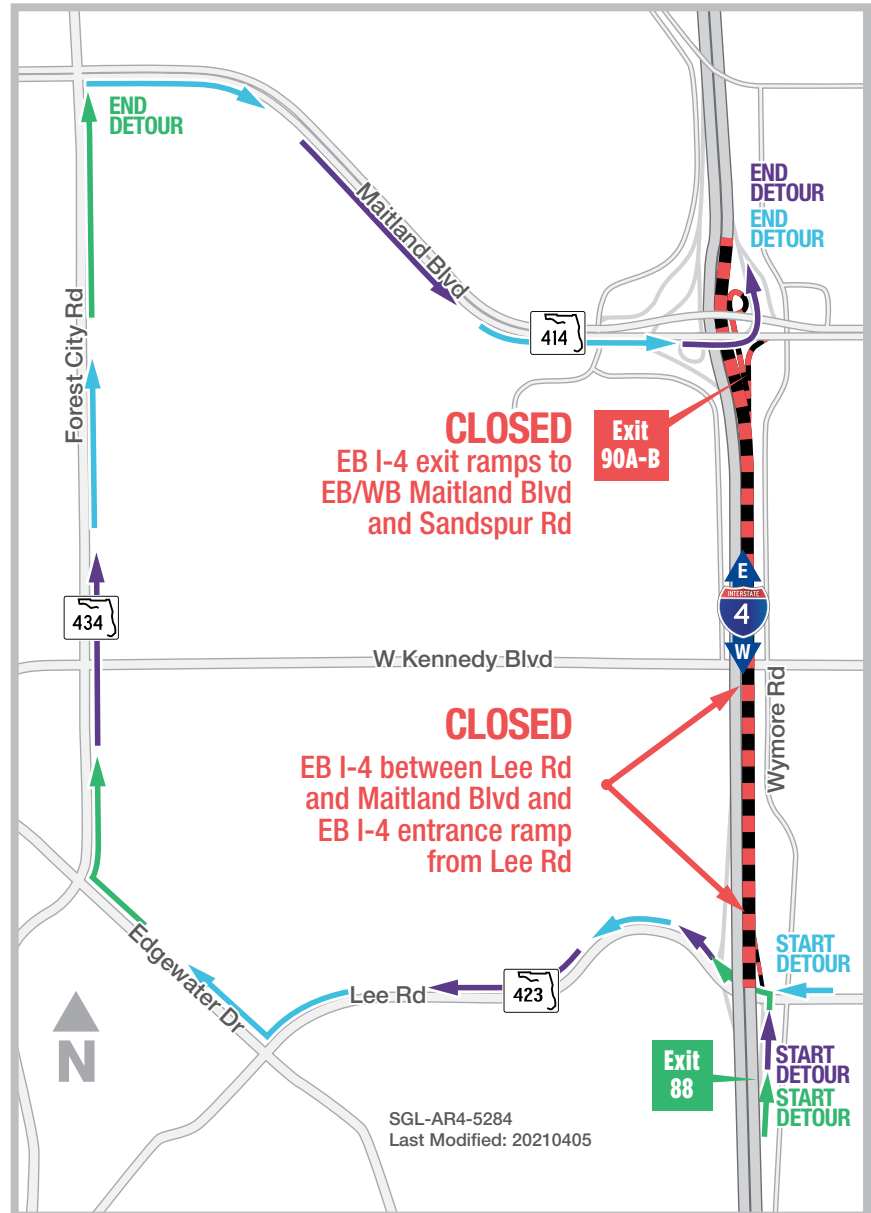 END
DETOUR
Maitland Blvd
END
DETOUR
END
DETOUR
Forest City Rd
414
CLOSED
EB I-4 exit ramps to
EB/WB Maitland Blvd
and Sandspur Rd
Exit
90A-B
E
INTERSTATE
4
W
434
W Kennedy Blvd
Wymore Rd
CLOSED
EB I-4 between Lee Rd
and Maitland Blvd and
EB I-4 entrance ramp
from Lee Rd
Edgewater Dr
Lee Rd
423
START
DETOUR
START
DETOUR
START
DETOUR
Exit
88
N
SGL-AR4-5284
Last Modified: 20210405